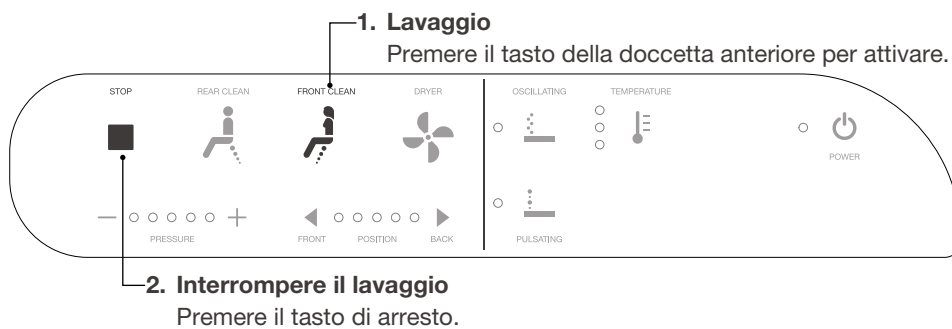 1. Lavaggio
Premere il tasto della doccetta anteriore per attivare.
STOP
REAR CLEAN
FRONT CLEAN
DRYER
OSCILLATING
TEMPERATURE
POWER
PRESSURE
FRONT POSITION BACK
PULSATING
2. Interrompere il lavaggio
Premere il tasto di arresto.